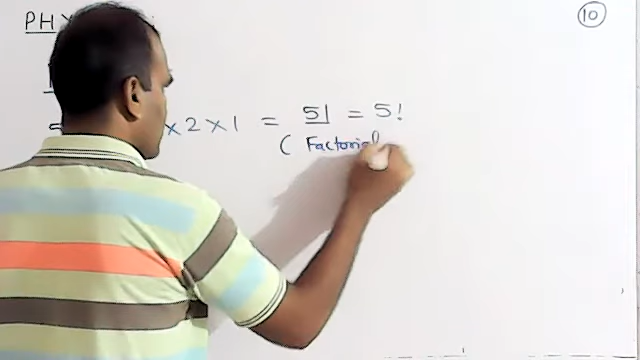 PHY
10
× 2 × 1 = 5! = 5!
( Factorial